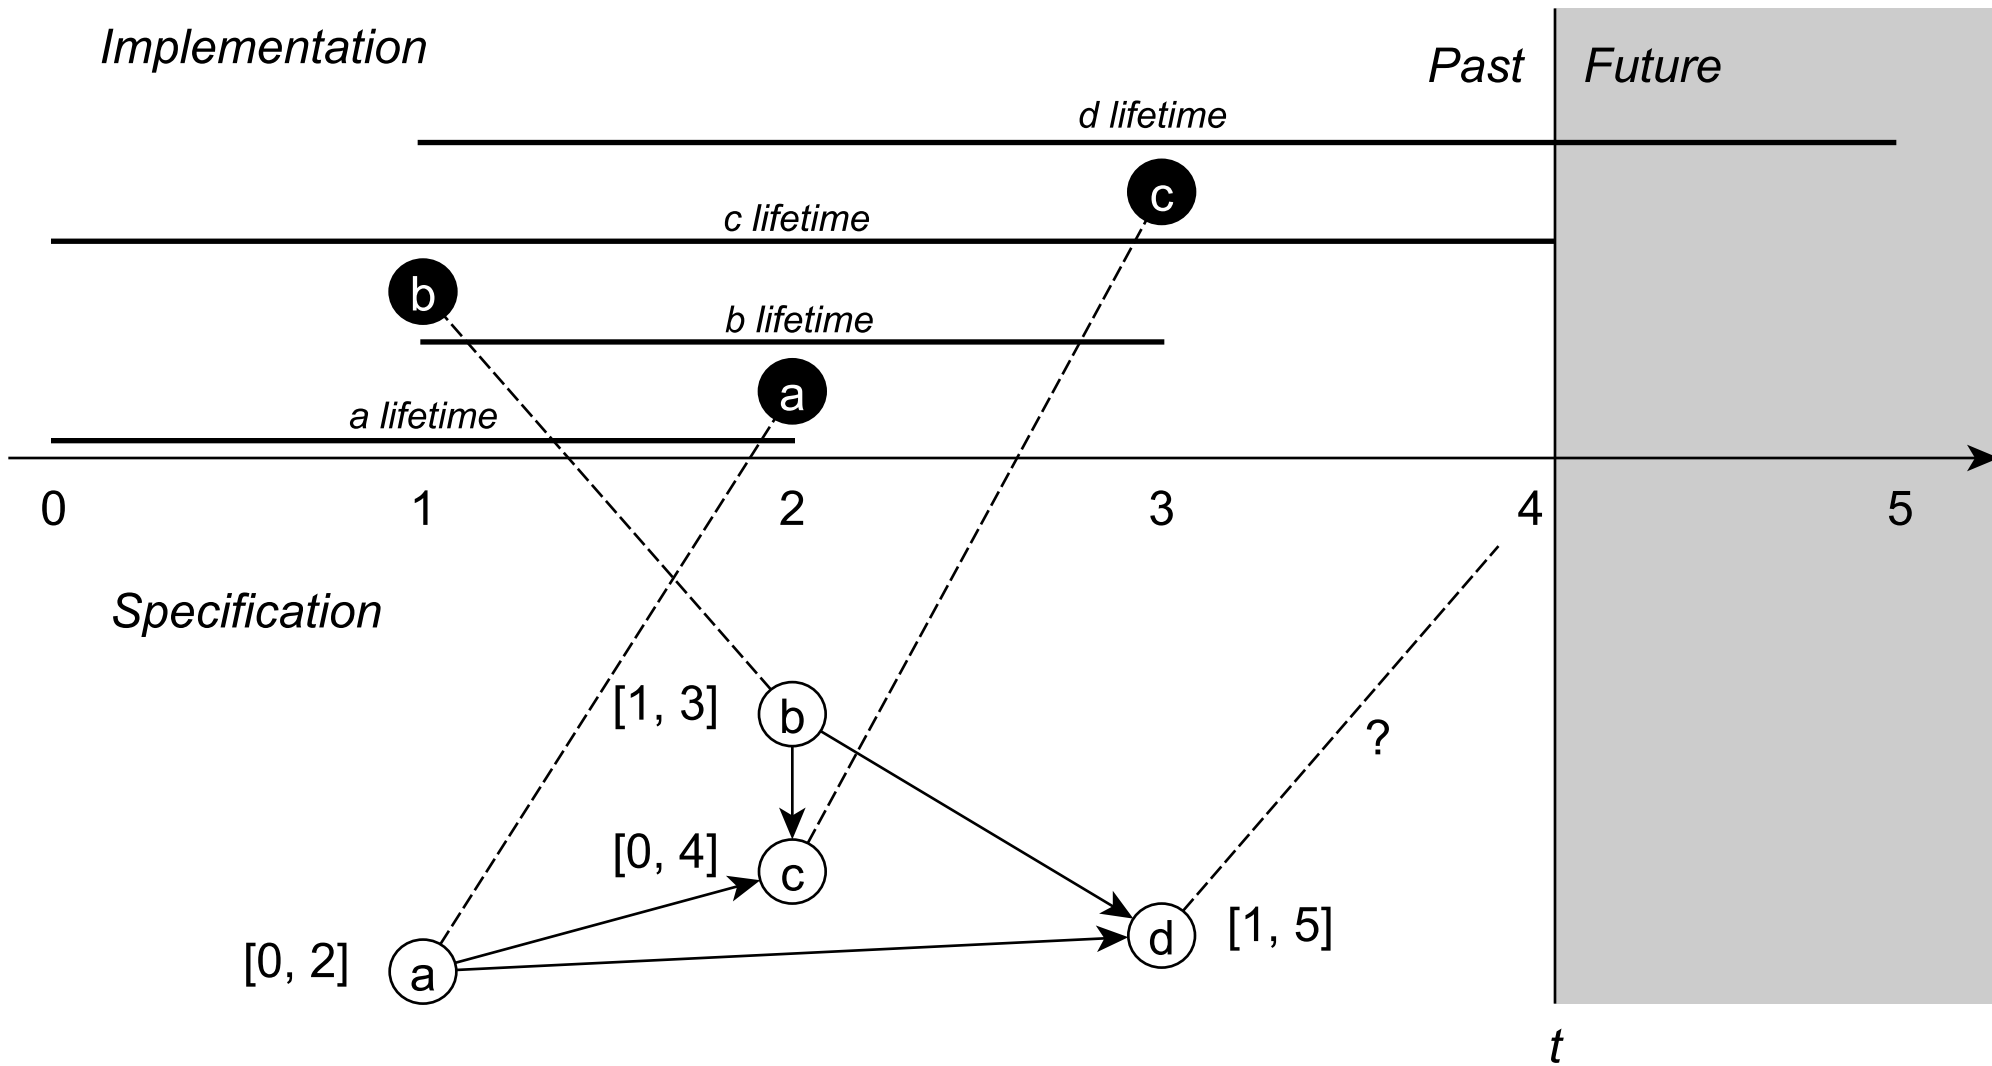 Implementation
Past Future
d lifetime
c
c lifetime
b
b lifetime
a
a lifetime
0 1 2 3 4 5
Specification
[1, 3] b
?
[0, 4] c
d [1, 5]
[0, 2] a
t